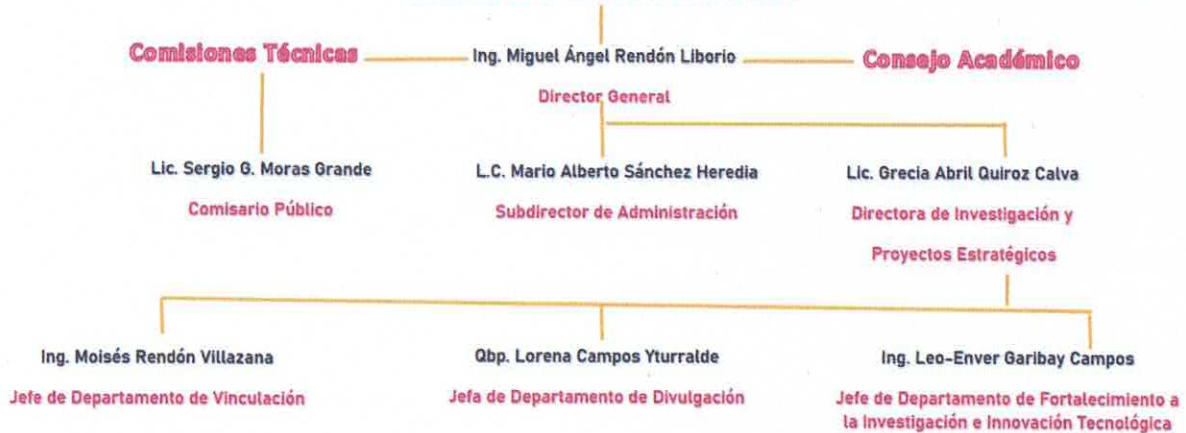 Comisiones Técnicas
Ing. Miguel Ángel Rendón Liborio
Consejo Académico
Director General
Lic. Sergio G. Moras Grande
L.C. Mario Alberto Sánchez Heredia
Lic. Grecia Abril Quiroz Calva
Comisario Público
Subdirector de Administración
Directora de Investigación y
Proyectos Estratégicos
Ing. Moisés Rendón Villazana
Qbp. Lorena Campos Yturralde
Ing. Leo-Enver Garibay Campos
Jefe de Departamento de Vinculación
Jefa de Departamento de Divulgación
Jefe de Departamento de Fortalecimiento a
la Investigación e Innovación Tecnológica